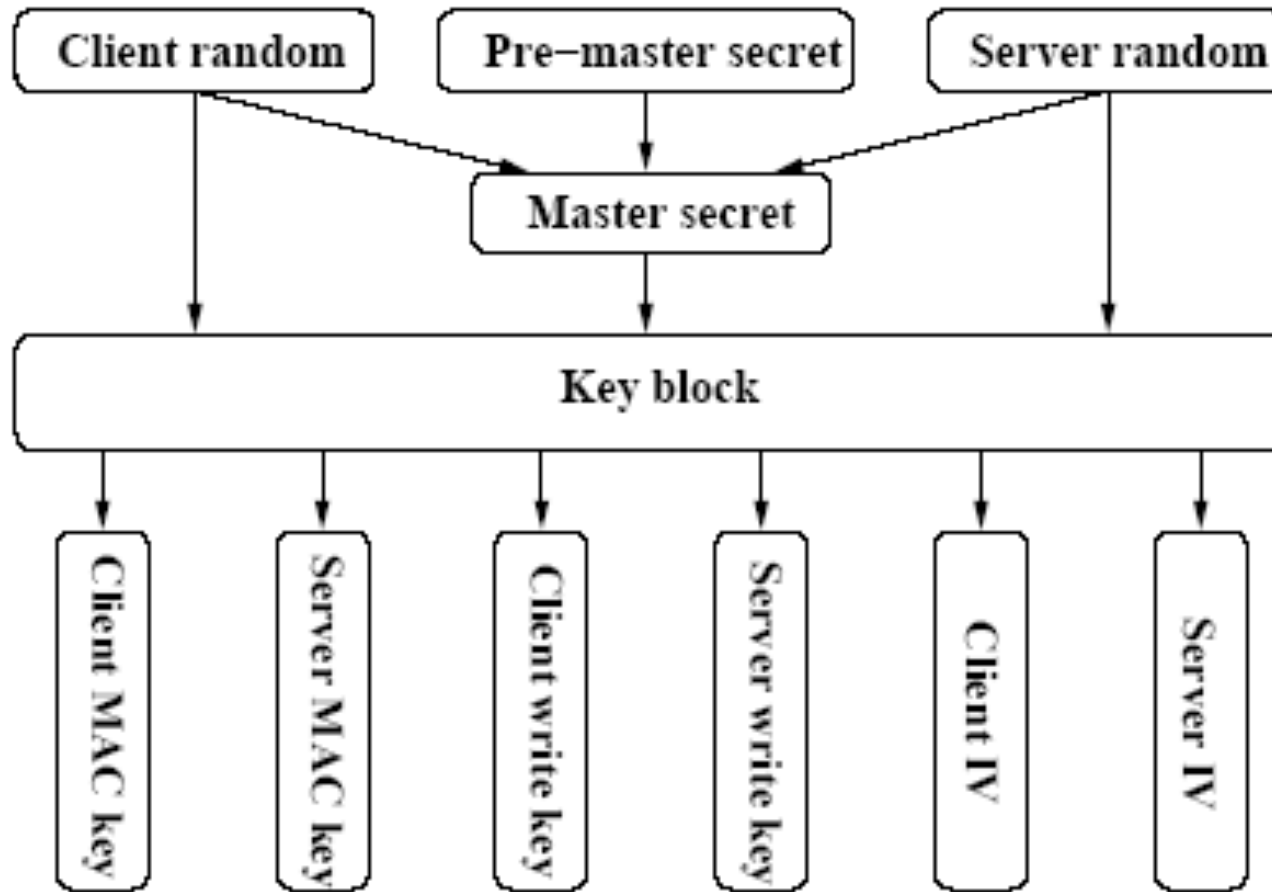 Client random
Pre-master secret
Server random
Master secret
Key block
Client MAC key
Server MAC key
Client write key
Server write key
Client IV
Server IV